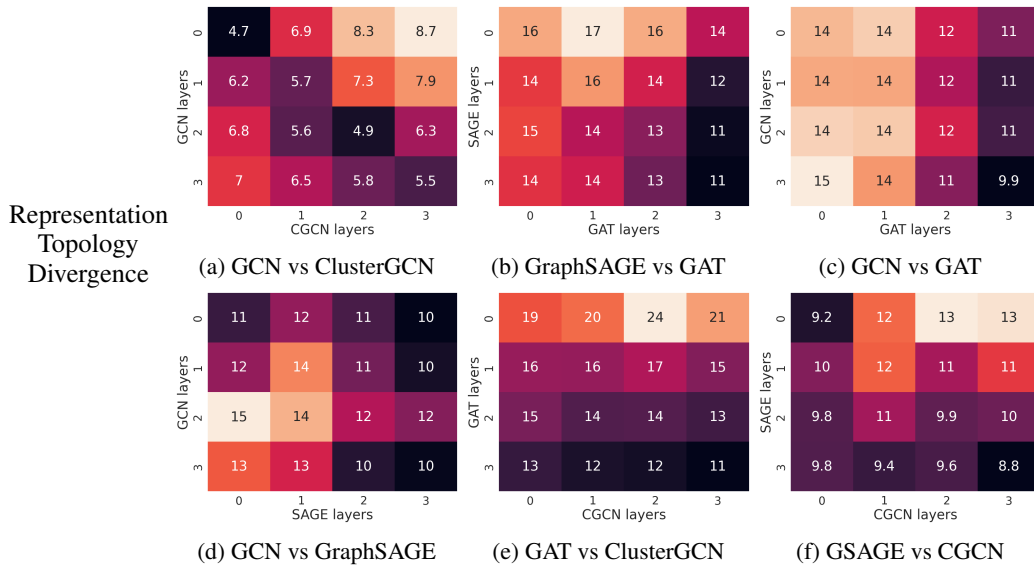 Representation
Topology
Divergence
GCN layers
0 4.7 6.9 8.3 8.7
1 6.2 5.7 7.3 7.9
2 6.8 5.6 4.9 6.3
3 7 6.5 5.8 5.5
0 1 2 3
CGCN layers
(a) GCN vs ClusterGCN
SAGE layers
0 16 17 16 14
1 14 16 14 12
2 15 14 13 11
3 14 14 13 11
0 1 2 3
GAT layers
(b) GraphSAGE vs GAT
GCN layers
0 14 14 12 11
1 14 14 12 11
2 14 14 12 11
3 15 14 11 9.9
0 1 2 3
GAT layers
(c) GCN vs GAT
GCN layers
0 11 12 11 10
1 12 14 11 10
2 15 14 12 12
3 13 13 10 10
0 1 2 3
SAGE layers
(d) GCN vs GraphSAGE
GAT layers
0 19 20 24 21
1 16 16 17 15
2 15 14 14 13
3 13 12 12 11
0 1 2 3
CGCN layers
(e) GAT vs ClusterGCN
SAGE layers
0 9.2 12 13 13
1 10 12 11 11
2 9.8 11 9.9 10
3 9.8 9.4 9.6 8.8
0 1 2 3
CGCN layers
(f) GSAGE vs CGCN